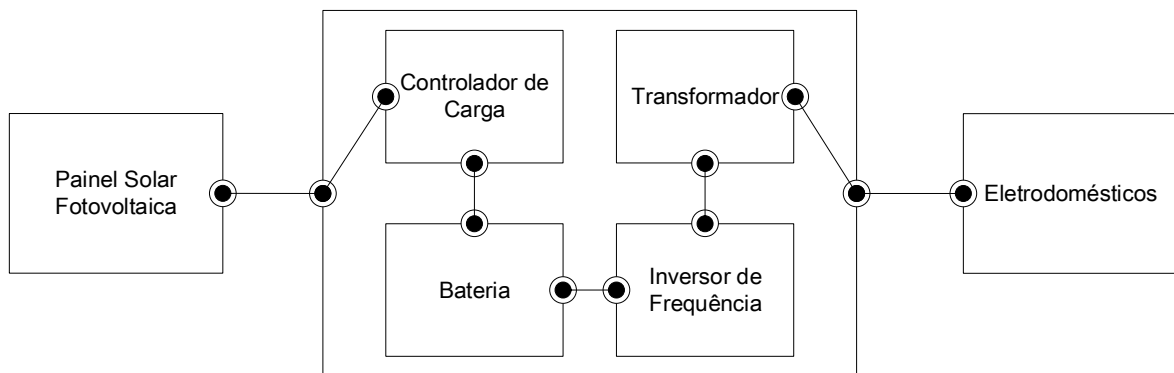 Painel Solar
Fotovoltaica
Controlador de
Carga
Transformador
Bateria
Inversor de
Frequência
Eletrodomésticos